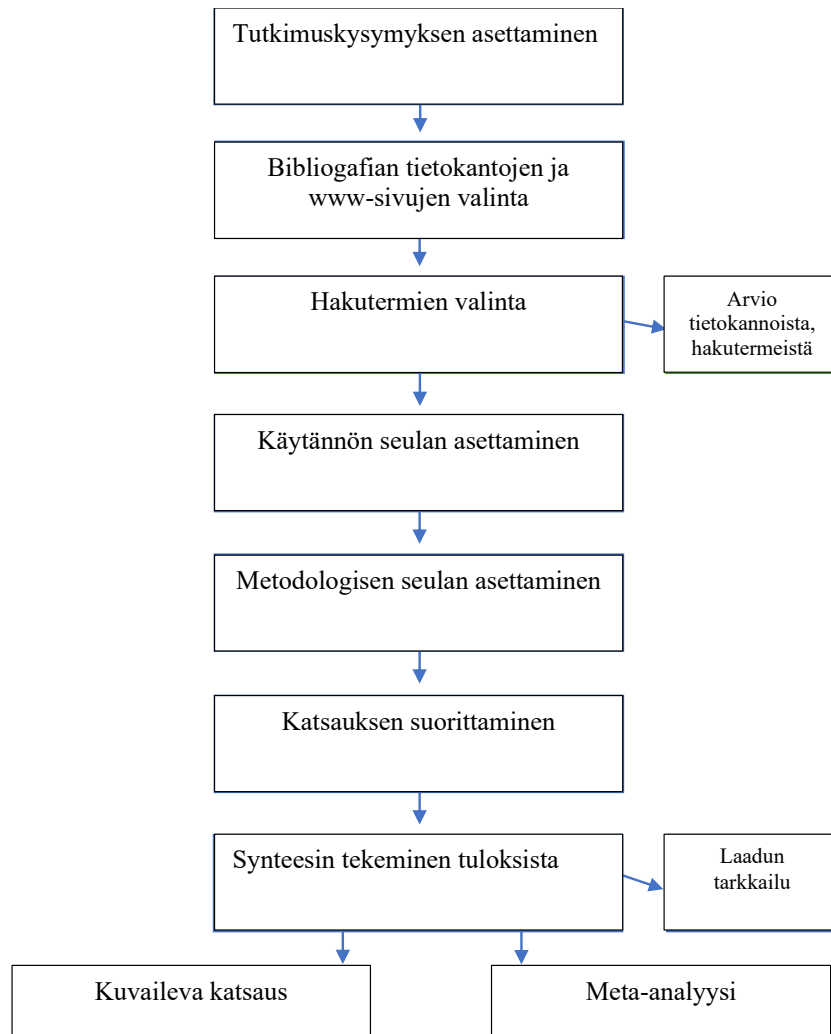 Tutkimuskysymyksen asettaminen
Bibliogafian tietokantojen ja
www-sivujen valinta
Hakutermien valinta
Arvio
tietokannoista,
hakutermeistä
Käytännön seulan asettaminen
Metodologisen seulan asettaminen
Katsauksen suorittaminen
Synteesin tekeminen tuloksista
Laadun
tarkkailu
Kuvaileva katsaus
Meta-analyysi